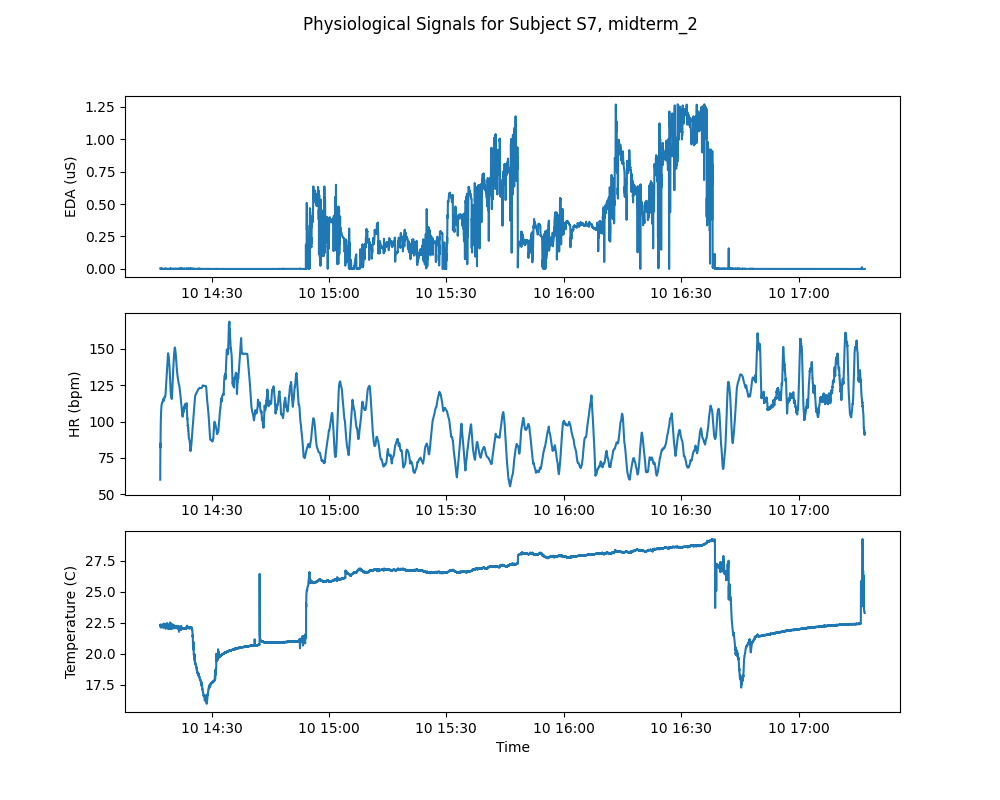 Physiological Signals for Subject S7, midterm_2
EDA (uS)
1.25
1.00
0.75
0.50
0.25
0.00
10 14:30 10 15:00 10 15:30 10 16:00 10 16:30 10 17:00
HR (bpm)
150
125
100
75
50
10 14:30 10 15:00 10 15:30 10 16:00 10 16:30 10 17:00
Temperature (C)
27.5
25.0
22.5
20.0
17.5
10 14:30 10 15:00 10 15:30 10 16:00 10 16:30 10 17:00
Time